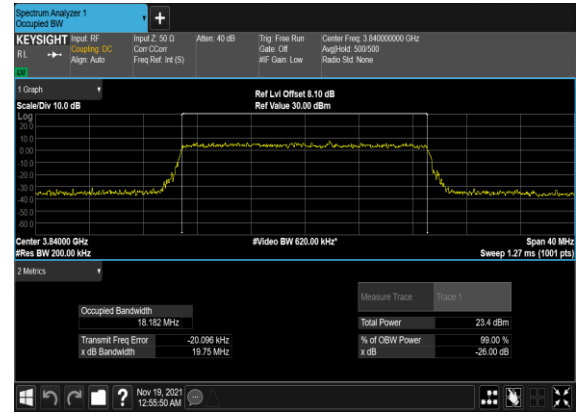 Spectrum Analyzer 1
Occupied BW
+
KEYSIGHT Input: RF Input Z: 50 Ω Atten: 40 dB Trig: Free Run Center Freq: 3.840000000 GHz
RL Coupling: DC Corr CCorr Gate: Off Avg|Hold: 500/500
Align: Auto Freq Ref: Int (S) #IF Gain: Low Radio Std: None
1 Graph
Ref Lvl Offset 8.10 dB
Scale/Div 10.0 dB Ref Value 30.00 dBm
Log
20.0
10.0
0.00
-10.0
-20.0
-30.0
-40.0
-50.0
-60.0
Center 3.84000 GHz #Video BW 620.00 kHz* Span 40 MHz
#Res BW 200.00 kHz Sweep 1.27 ms (1001 pts)
2 Metrics
Measure Trace Trace 1
Occupied Bandwidth
18.182 MHz Total Power 23.4 dBm
Transmit Freq Error -20.096 kHz % of OBW Power 99.00 %
x dB Bandwidth 19.75 MHz x dB -26.00 dB
? Nov 19, 2021
12:55:50 AM